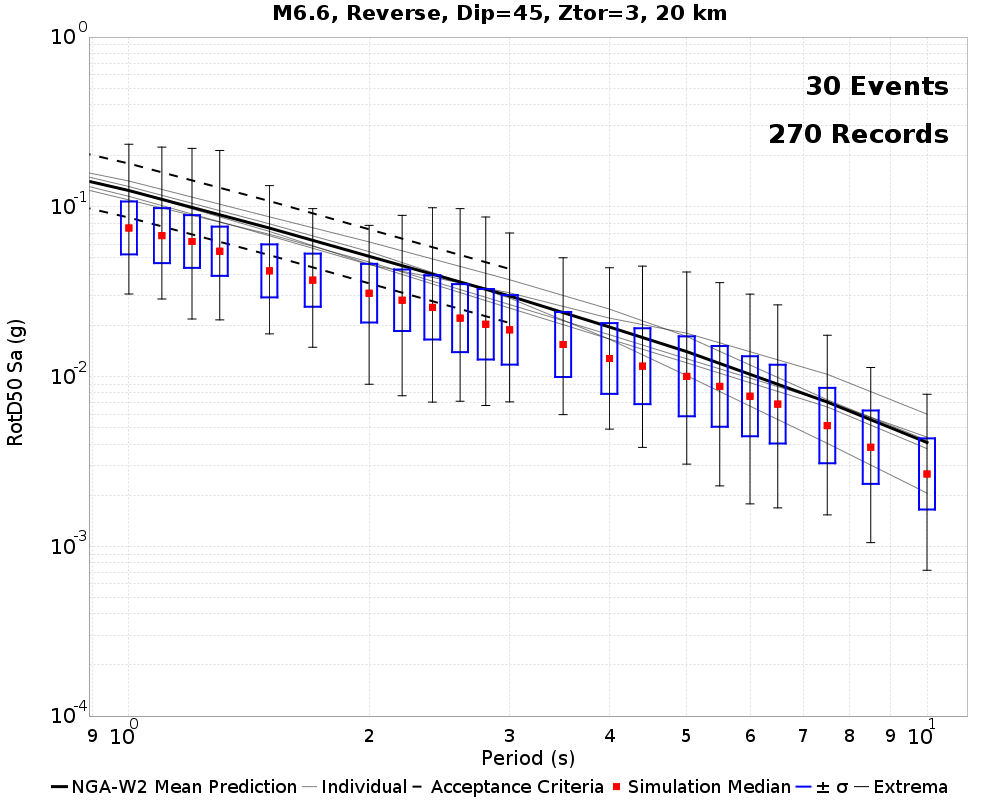 M6.6, Reverse, Dip=45, Ztor=3, 20 km
30 Events
270 Records
RotD50 Sa (g)
10^0
10^-1
10^-2
10^-3
10^-4
9 10^0 2 3 4 5 6 7 8 9 10^1
Period (s)
NGA-W2 Mean Prediction Individual Acceptance Criteria Simulation Median ± σ Extrema